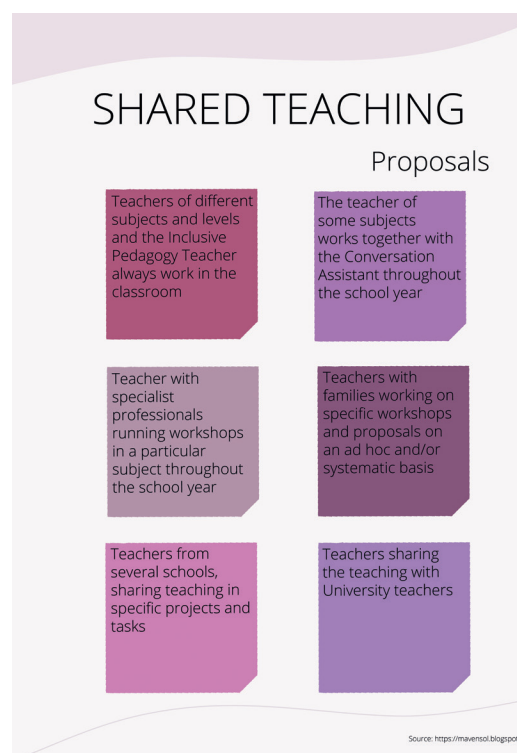 SHARED TEACHING
Proposals
Teachers of different
subjects and levels
and the Inclusive
Pedagogy Teacher
always work in the
classroom
The teacher of
some subjects
works together with
the Conversation
Assistant throughout
the school year
Teacher with
specialist
professionals
running workshops
in a particular
subject throughout
the school year
Teachers with
families working on
specific workshops
and proposals on
an ad hoc and/or
systematic basis
Teachers from
several schools,
sharing teaching in
specific projects and
tasks
Teachers sharing
the teaching with
University teachers
Source: https://mavensol.blogspot